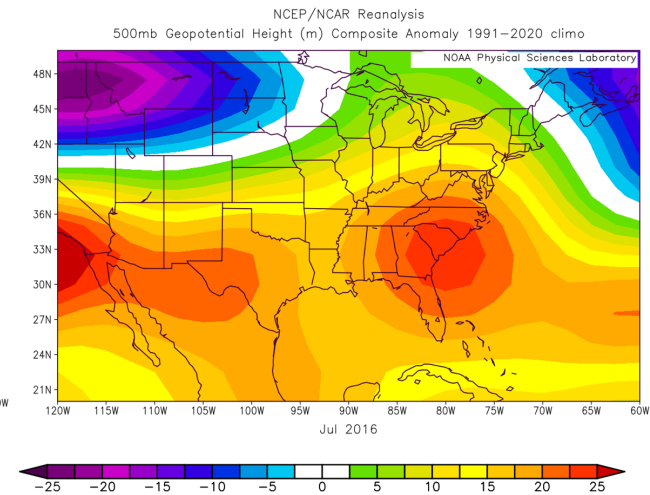 NCEP/NCAR Reanalysis
500mb Geopotential Height (m) Composite Anomaly 1991−2020 climo
NOAA Physical Sciences Laboratory
48N
45N
42N
39N
36N
33N
30N
27N
24N
21N
0W
120W 115W 110W 105W 100W 95W 90W 85W 80W 75W 70W 65W 60W
Jul 2016
−25 −20 −15 −10 −5 0 5 10 15 20 25